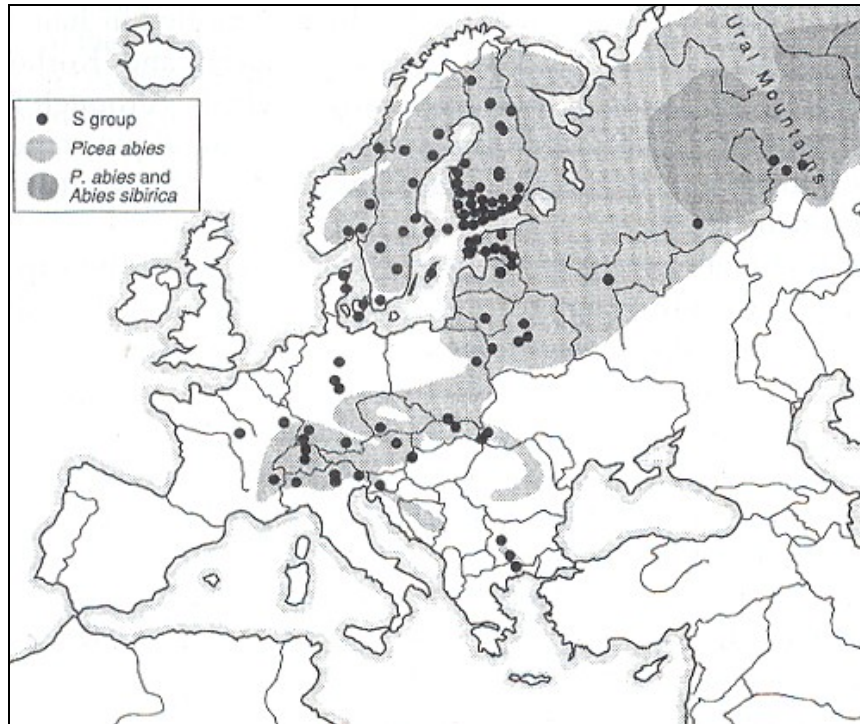 Ural Mountains
S group
Picea abies
P. abies and
Abies sibirica